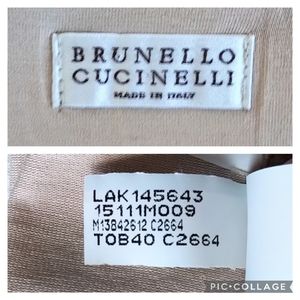 BRUNELLO
CUCINELLI
MADE IN ITALY
LAK145643
15111M009
M13B42612 C2664
TOB40 C2664
PIC•COLLAGE